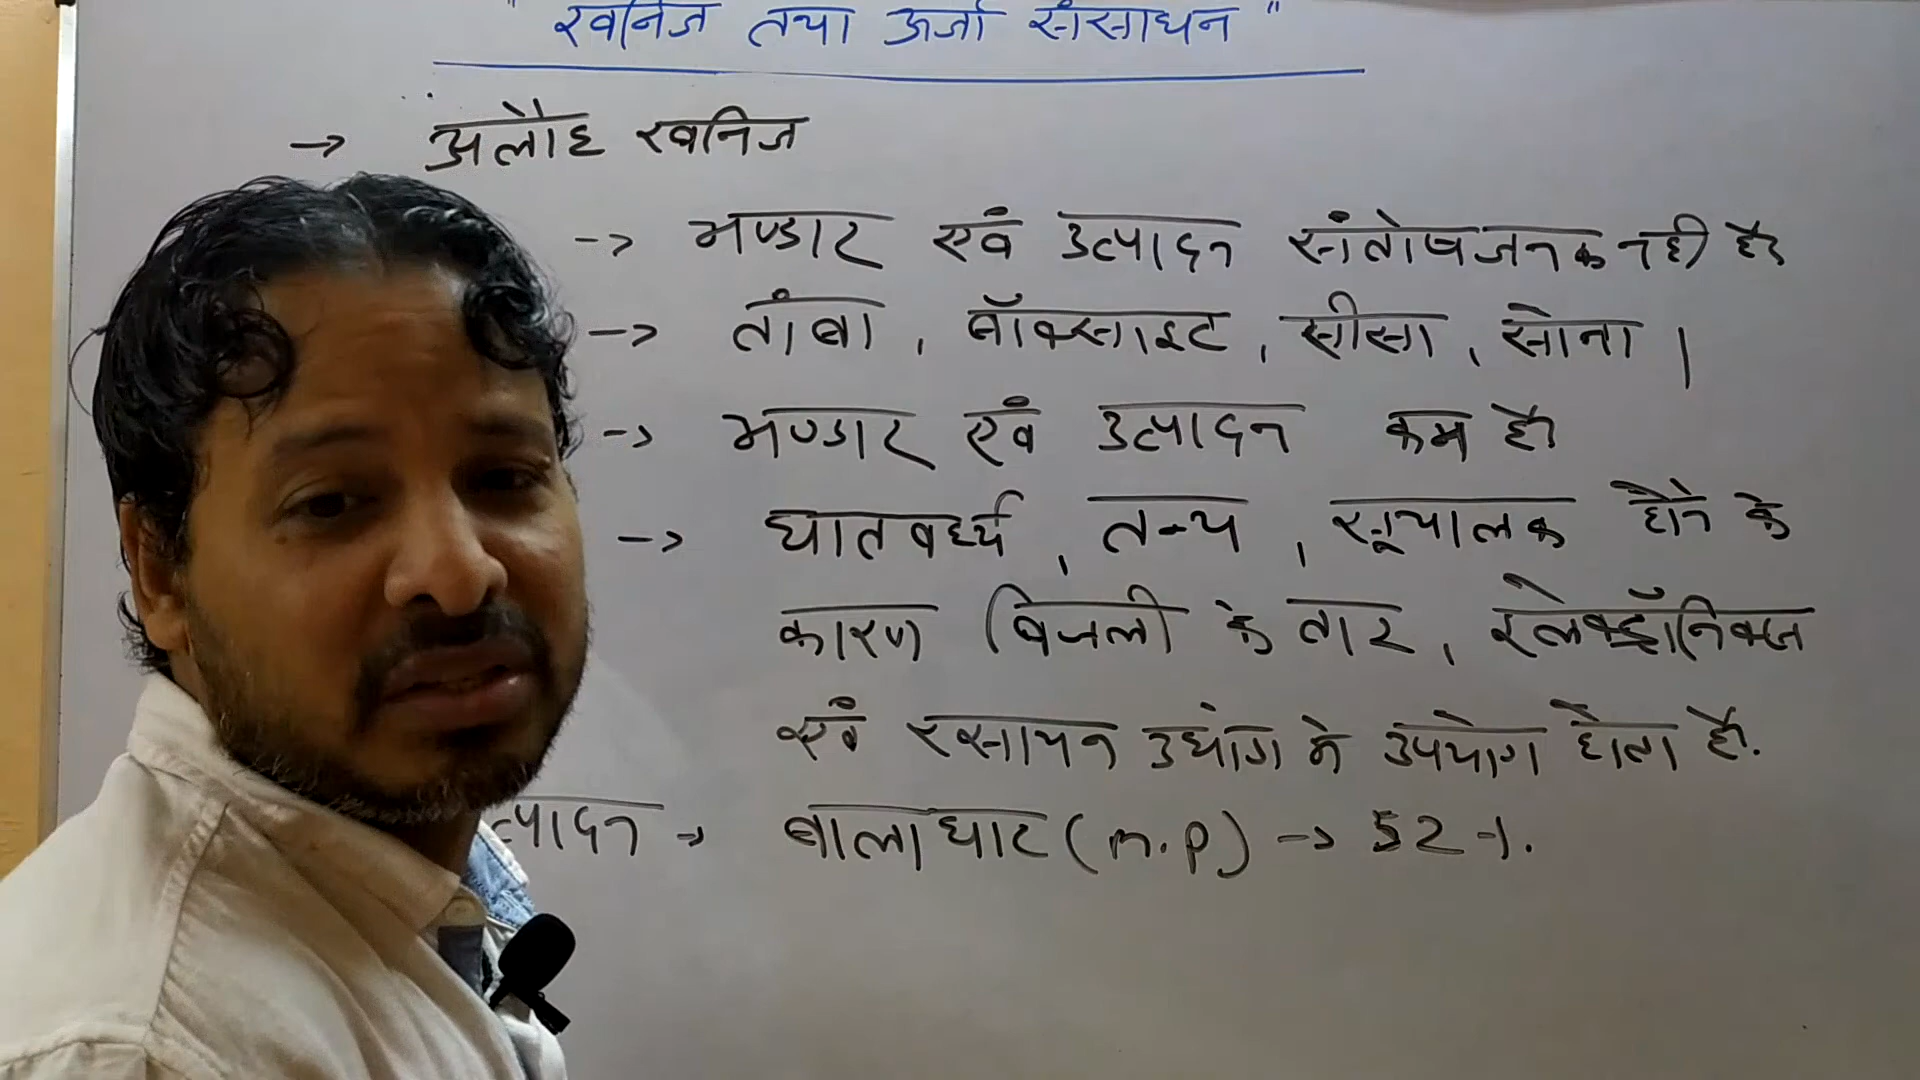 " खनिज तथा ऊर्जा संसाधन "
→ अलौह खनिज
→ भण्डार एवं उत्पादन संतोषजनक नही है
→ तांबा, बॉक्साइट, सीसा, सोना।
→ भण्डार एवं उत्पादन कम है
→ घातवर्ध्य, तन्य, सूचालक होने के
कारण बिजली के तार, इलेक्ट्रॉनिक्स
एवं रसायन उधोग मे उपयोग होता है.
त्पादन → बालाघाट (m.p) → 52%.